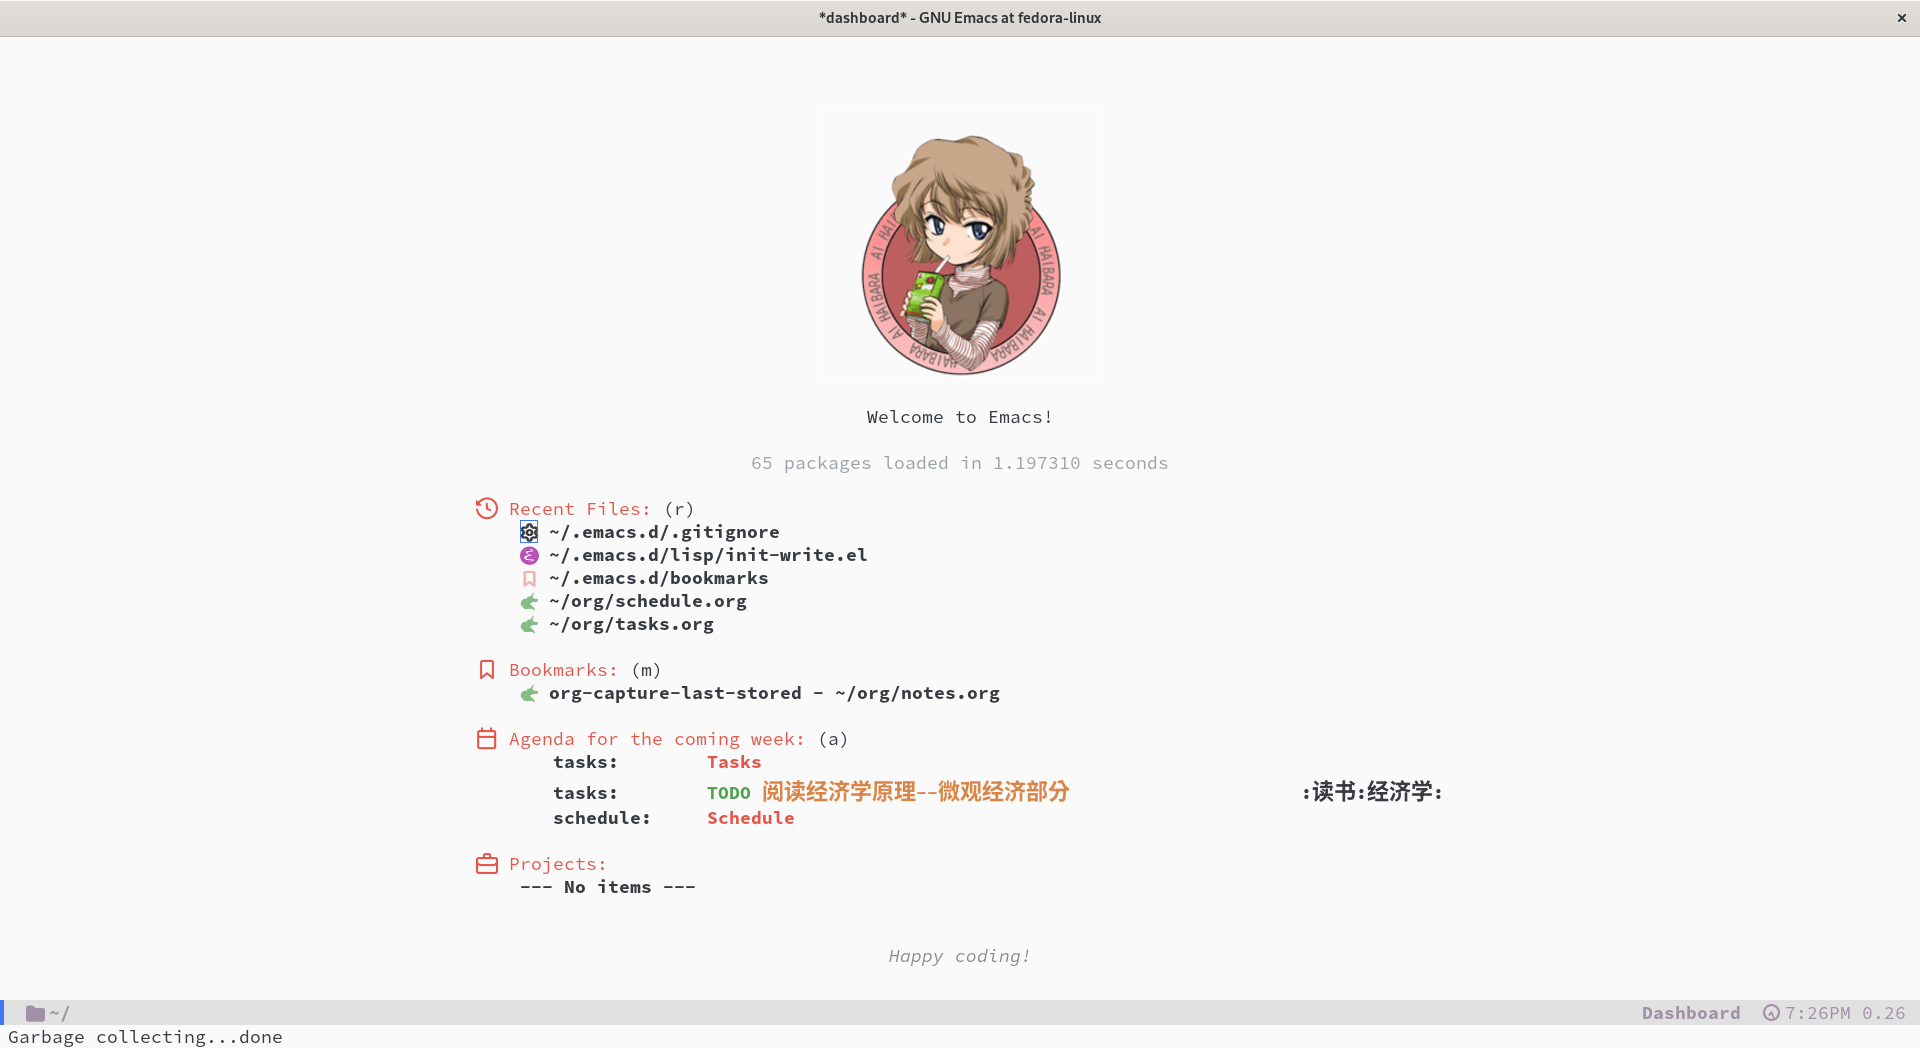 *dashboard* - GNU Emacs at fedora-linux
AI HAIBARA AI HAIBARA AI HAIBARA AI HAIBARA
Welcome to Emacs!
65 packages loaded in 1.197310 seconds
Recent Files: (r)
~/.emacs.d/.gitignore
~/.emacs.d/lisp/init-write.el
~/.emacs.d/bookmarks
~/org/schedule.org
~/org/tasks.org
Bookmarks: (m)
org-capture-last-stored - ~/org/notes.org
Agenda for the coming week: (a)
tasks: Tasks
tasks: TODO 阅读经济学原理--微观经济部分 :读书:经济学:
schedule: Schedule
Projects:
--- No items ---
Happy coding!
~/ Dashboard 7:26PM 0.26
Garbage collecting...done